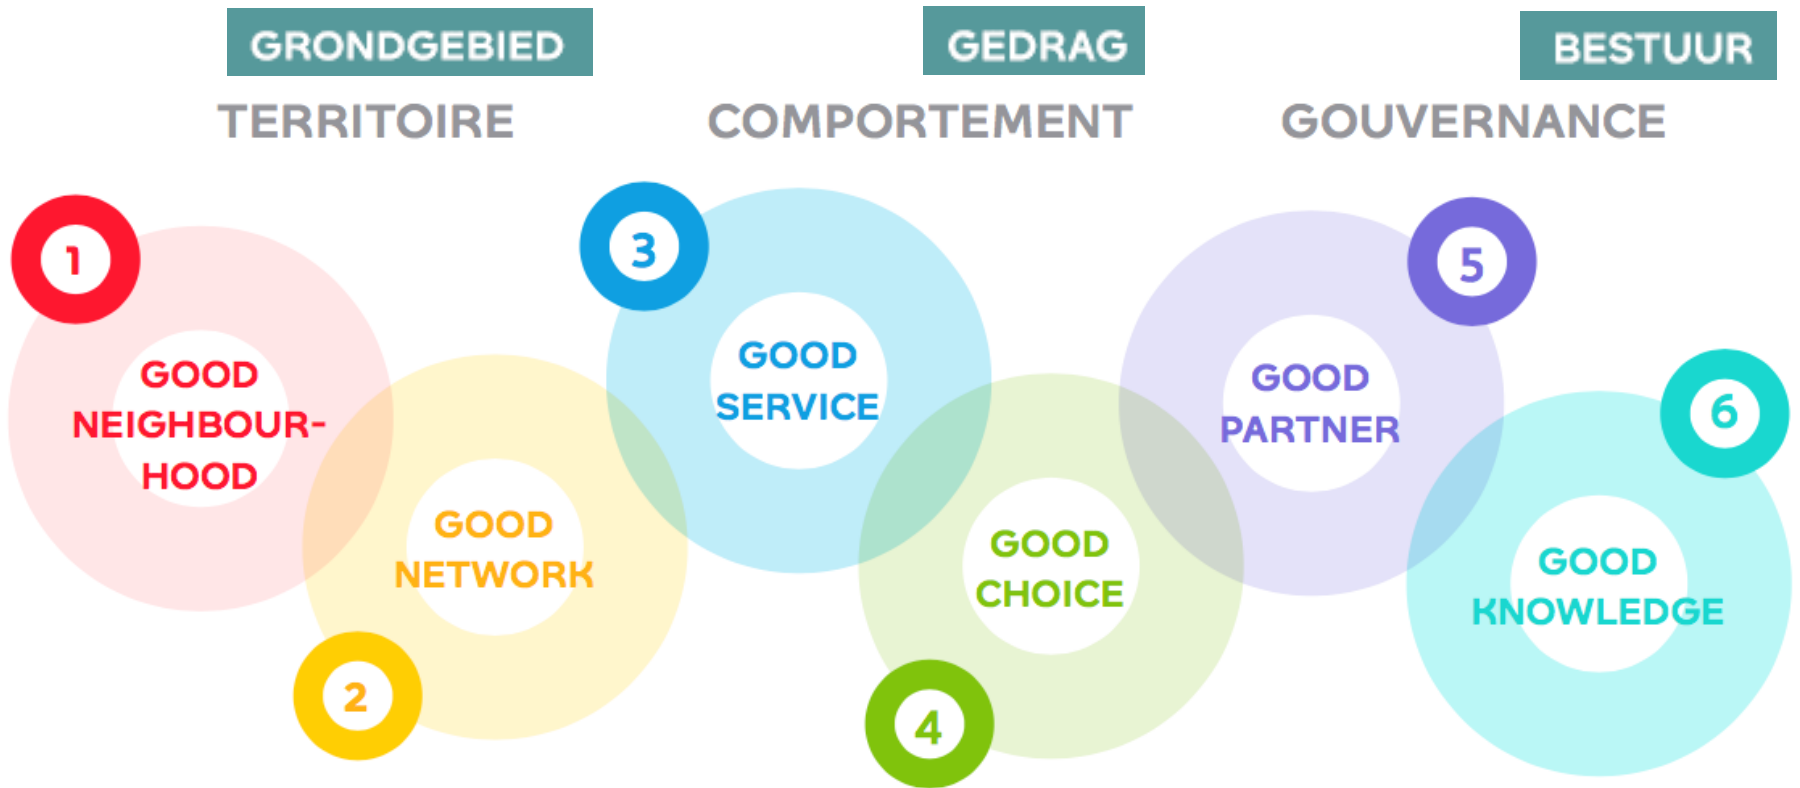 GRONDGEBIED
GEDRAG
BESTUUR
TERRITOIRE
COMPORTEMENT
GOUVERNANCE
1
GOOD
NEIGHBOUR-
HOOD
2
GOOD
NETWORK
3
GOOD
SERVICE
4
GOOD
CHOICE
5
GOOD
PARTNER
6
GOOD
KNOWLEDGE